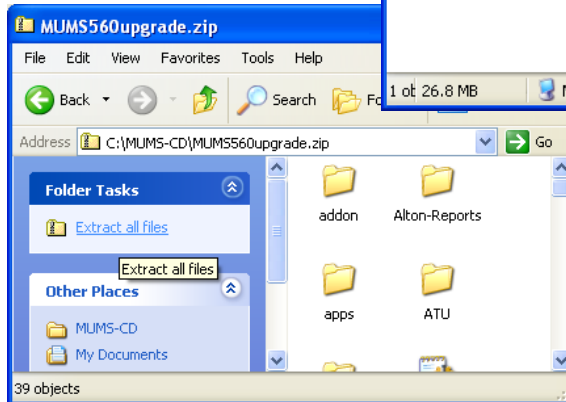 MUMS560upgrade.zip
File Edit View Favorites Tools Help
Back Search Fo
1 ob 26.8 MB
Address C:\MUMS-CD\MUMS560upgrade.zip Go
Folder Tasks
Extract all files
Extract all files
Other Places
MUMS-CD
My Documents
addon Alton-Reports
apps ATU
39 objects